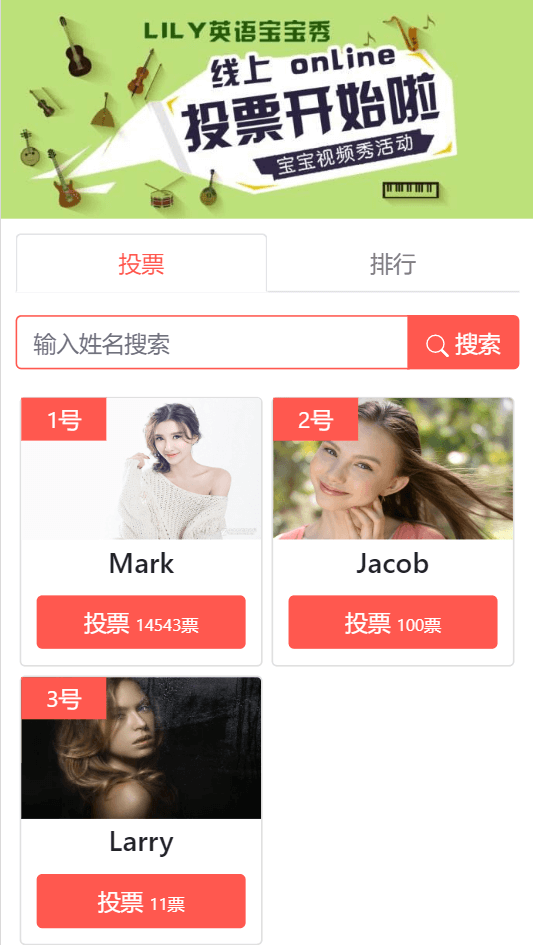 LILY英语宝宝秀
线上 online
投票开始啦
宝宝视频秀活动
投票
排行
输入姓名搜索
搜索
1号
2号
Mark
Jacob
投票 14543票
投票 100票
3号
Larry
投票 11票